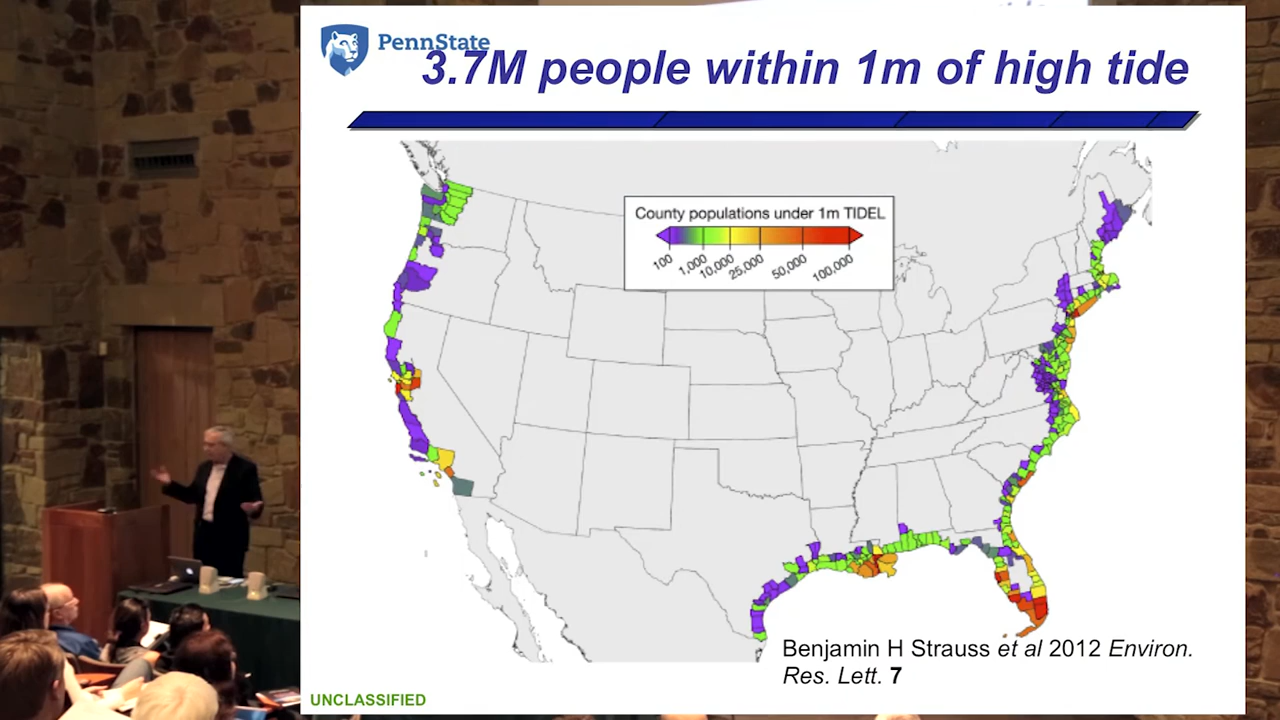 PennState
3.7M people within 1m of high tide
County populations under 1m TIDEL
100
1,000
10,000
25,000
50,000
100,000
Benjamin H Strauss et al 2012 Environ.
Res. Lett. 7
UNCLASSIFIED